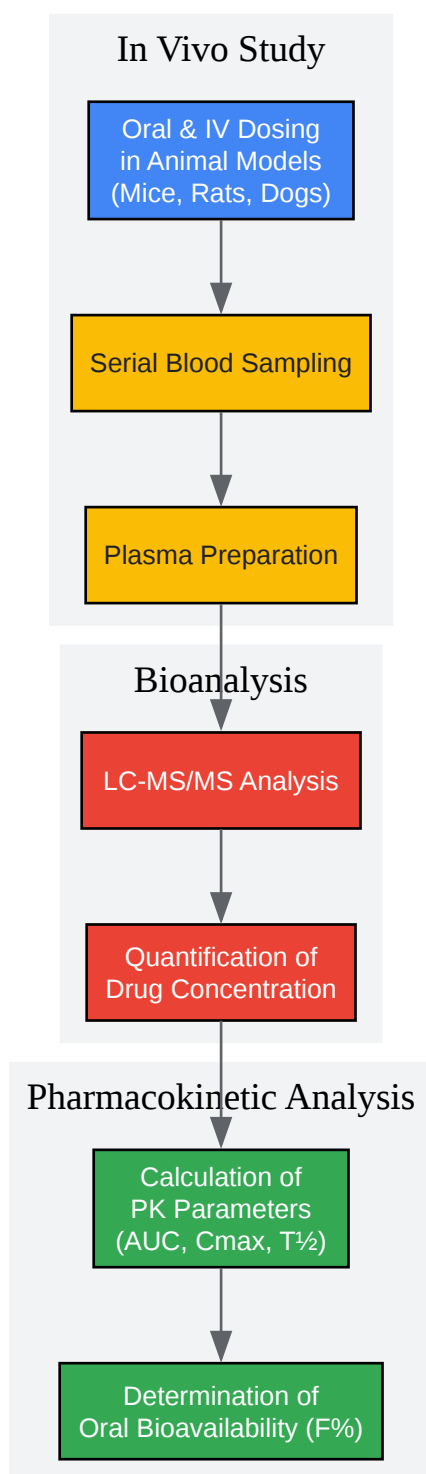 In Vivo Study
Oral & IV Dosing
in Animal Models
(Mice, Rats, Dogs)
Serial Blood Sampling
Plasma Preparation
Bioanalysis
LC-MS/MS Analysis
Quantification of
Drug Concentration
Pharmacokinetic Analysis
Calculation of
PK Parameters
(AUC, Cmax, T½)
Determination of
Oral Bioavailability (F%)